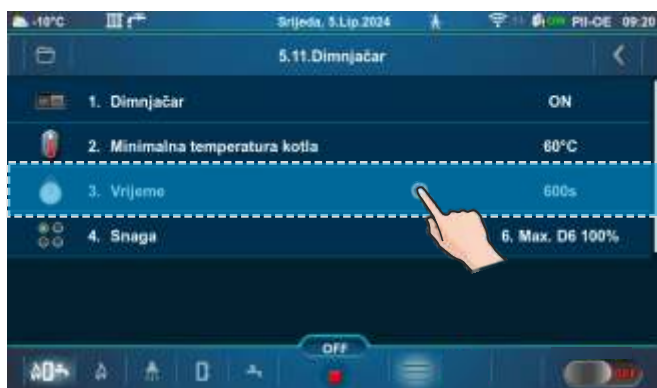 -10°C Srijeda, 5.Lip.2024 PII-OE 09:20
5.11.Dimnjačar
1. Dimnjačar ON
2. Minimalna temperatura kotla 60°C
3. Vrijeme 600s
4. Snaga 6. Max. D6 100%
OFF
OFF